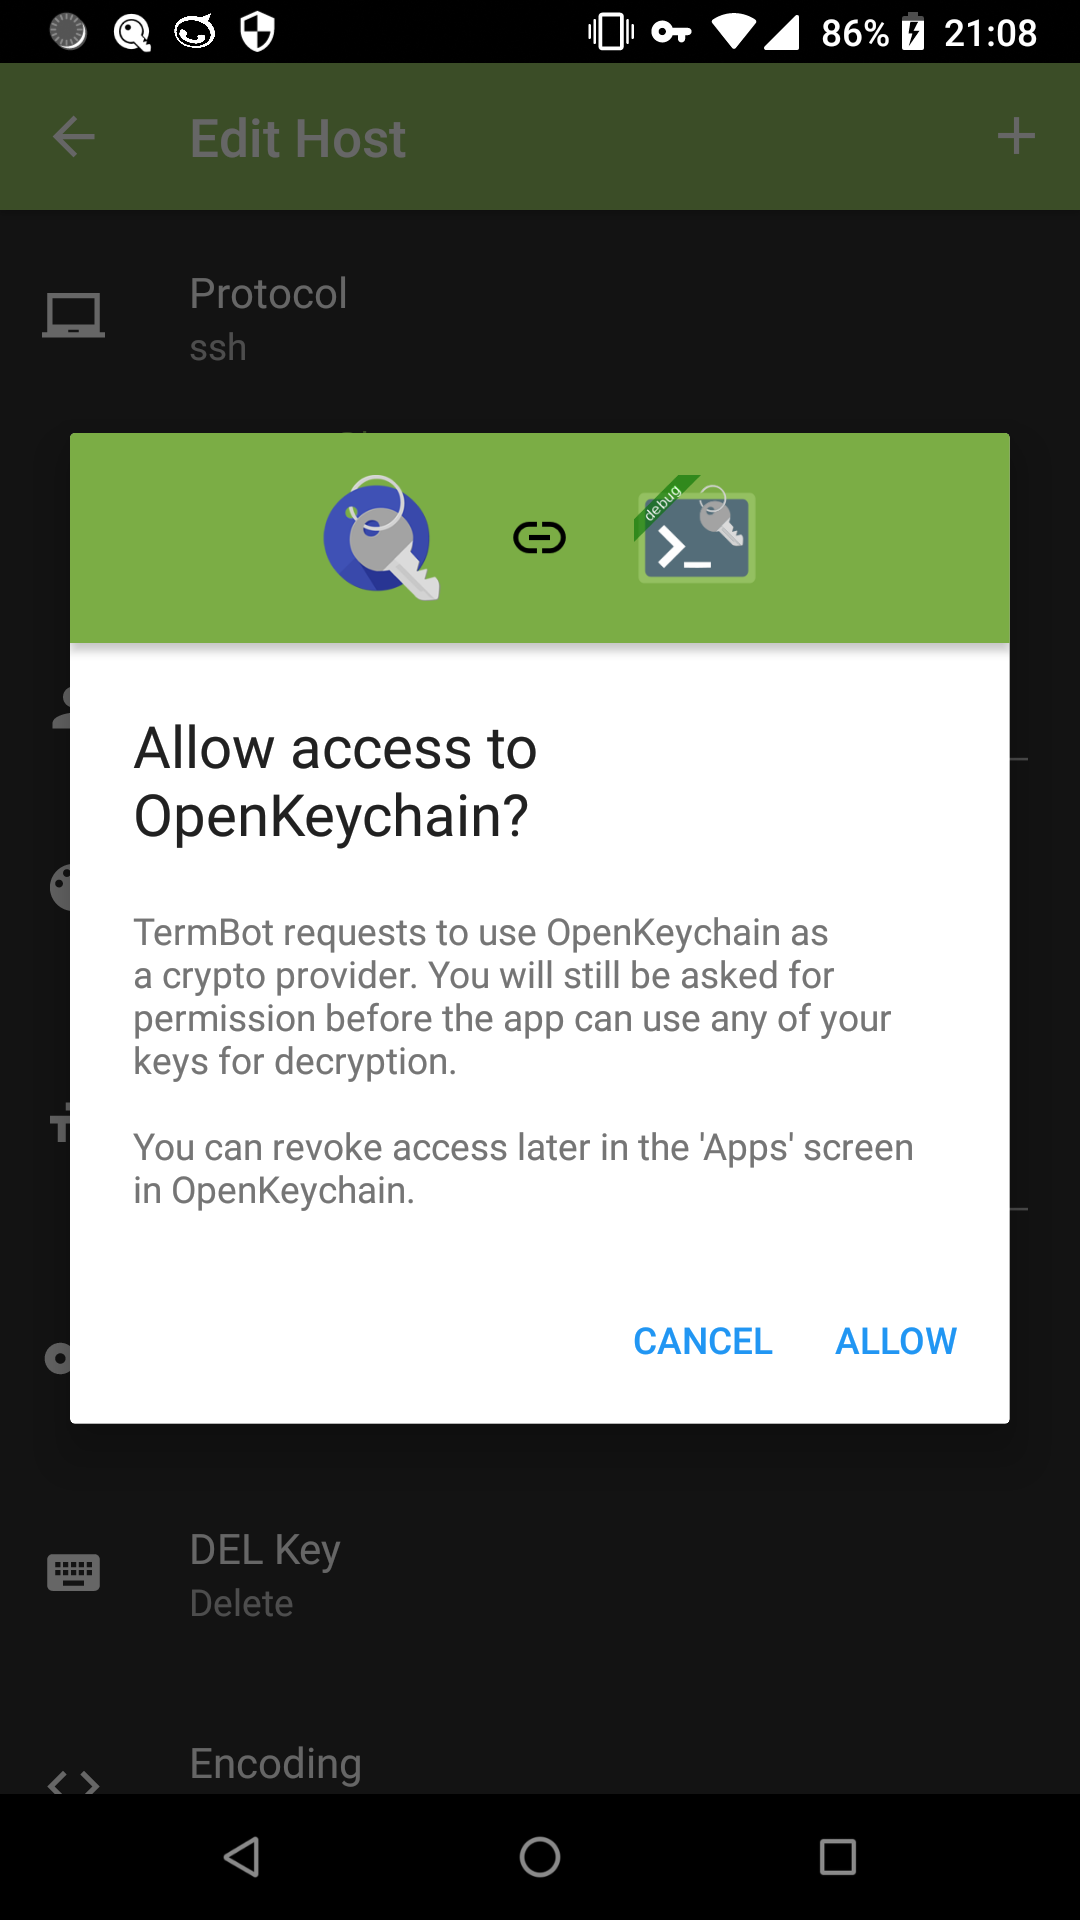 86% 21:08
Edit Host
Protocol
ssh
debug
Allow access to
OpenKeychain?
TermBot requests to use OpenKeychain as
a crypto provider. You will still be asked for
permission before the app can use any of your
keys for decryption.
You can revoke access later in the 'Apps' screen
in OpenKeychain.
CANCEL ALLOW
DEL Key
Delete
Encoding